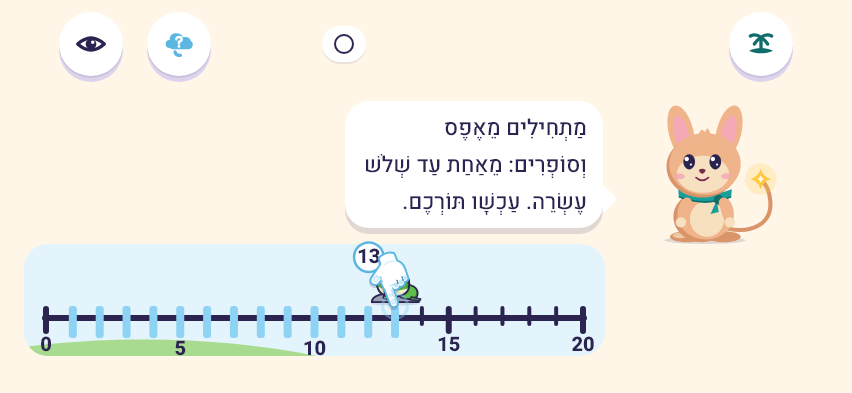 ?
מַתְחִילִים מֵאֶפֶס
וְסוֹפְרִים: מֵאַחַת עַד שְׁלֹשׁ
עֶשְׂרֵה. עַכְשָׁו תּוֹרְכֶם.
13
0 5 10 15 20